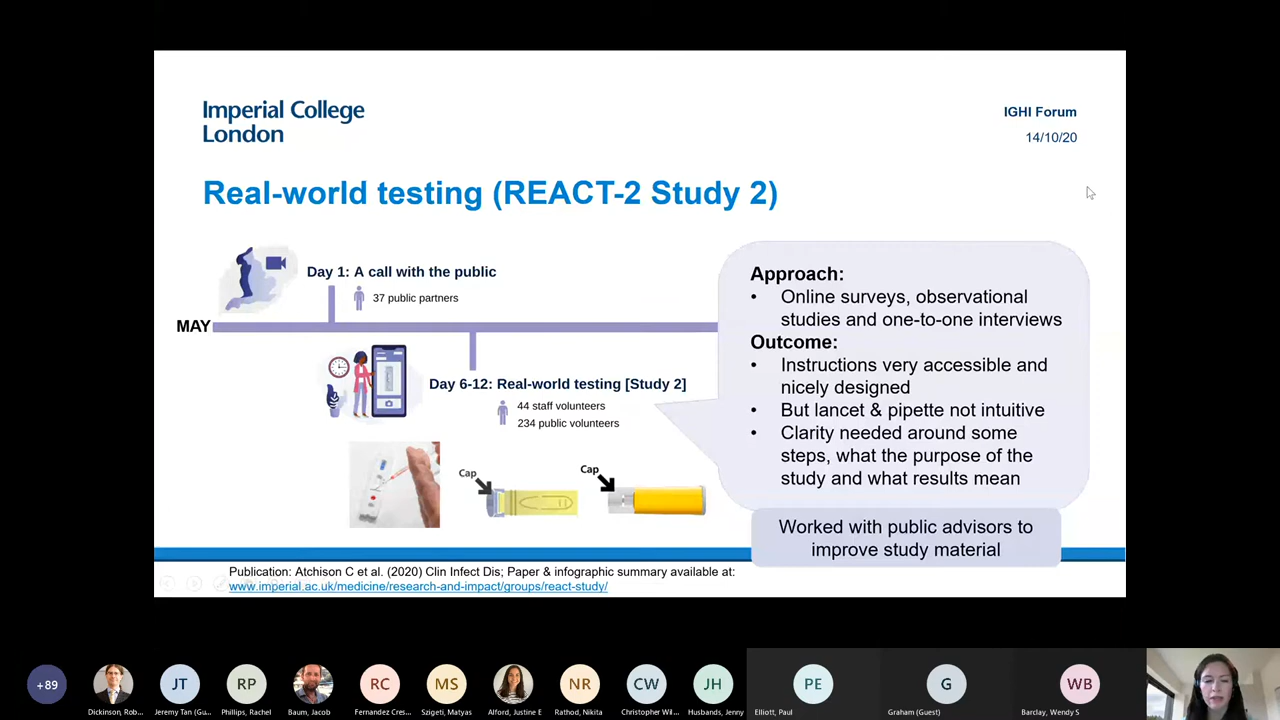 Imperial College
London
IGHI Forum
14/10/20
Real-world testing (REACT-2 Study 2)
Day 1: A call with the public
37 public partners
MAY
Day 6-12: Real-world testing [Study 2]
44 staff volunteers
234 public volunteers
Cap
Cap
Approach:
• Online surveys, observational
studies and one-to-one interviews
Outcome:
• Instructions very accessible and
nicely designed
• But lancet & pipette not intuitive
• Clarity needed around some
steps, what the purpose of the
study and what results mean
Worked with public advisors to
improve study material
Publication: Atchison C et al. (2020) Clin Infect Dis; Paper & infographic summary available at:
www.imperial.ac.uk/medicine/research-and-impact/groups/react-study/
+89
JT
RP
RC
MS
NR
CW
JH
PE
G
WB
Dickinson, Rob...
Jeremy Tan (Gu...
Phillips, Rachel
Baum, Jacob
Fernandez Cres...
Szigeti, Matyas
Alford, Justine E
Rathod, Nikita
Christopher Wil...
Husbands, Jenny
Elliott, Paul
Graham (Guest)
Barclay, Wendy S